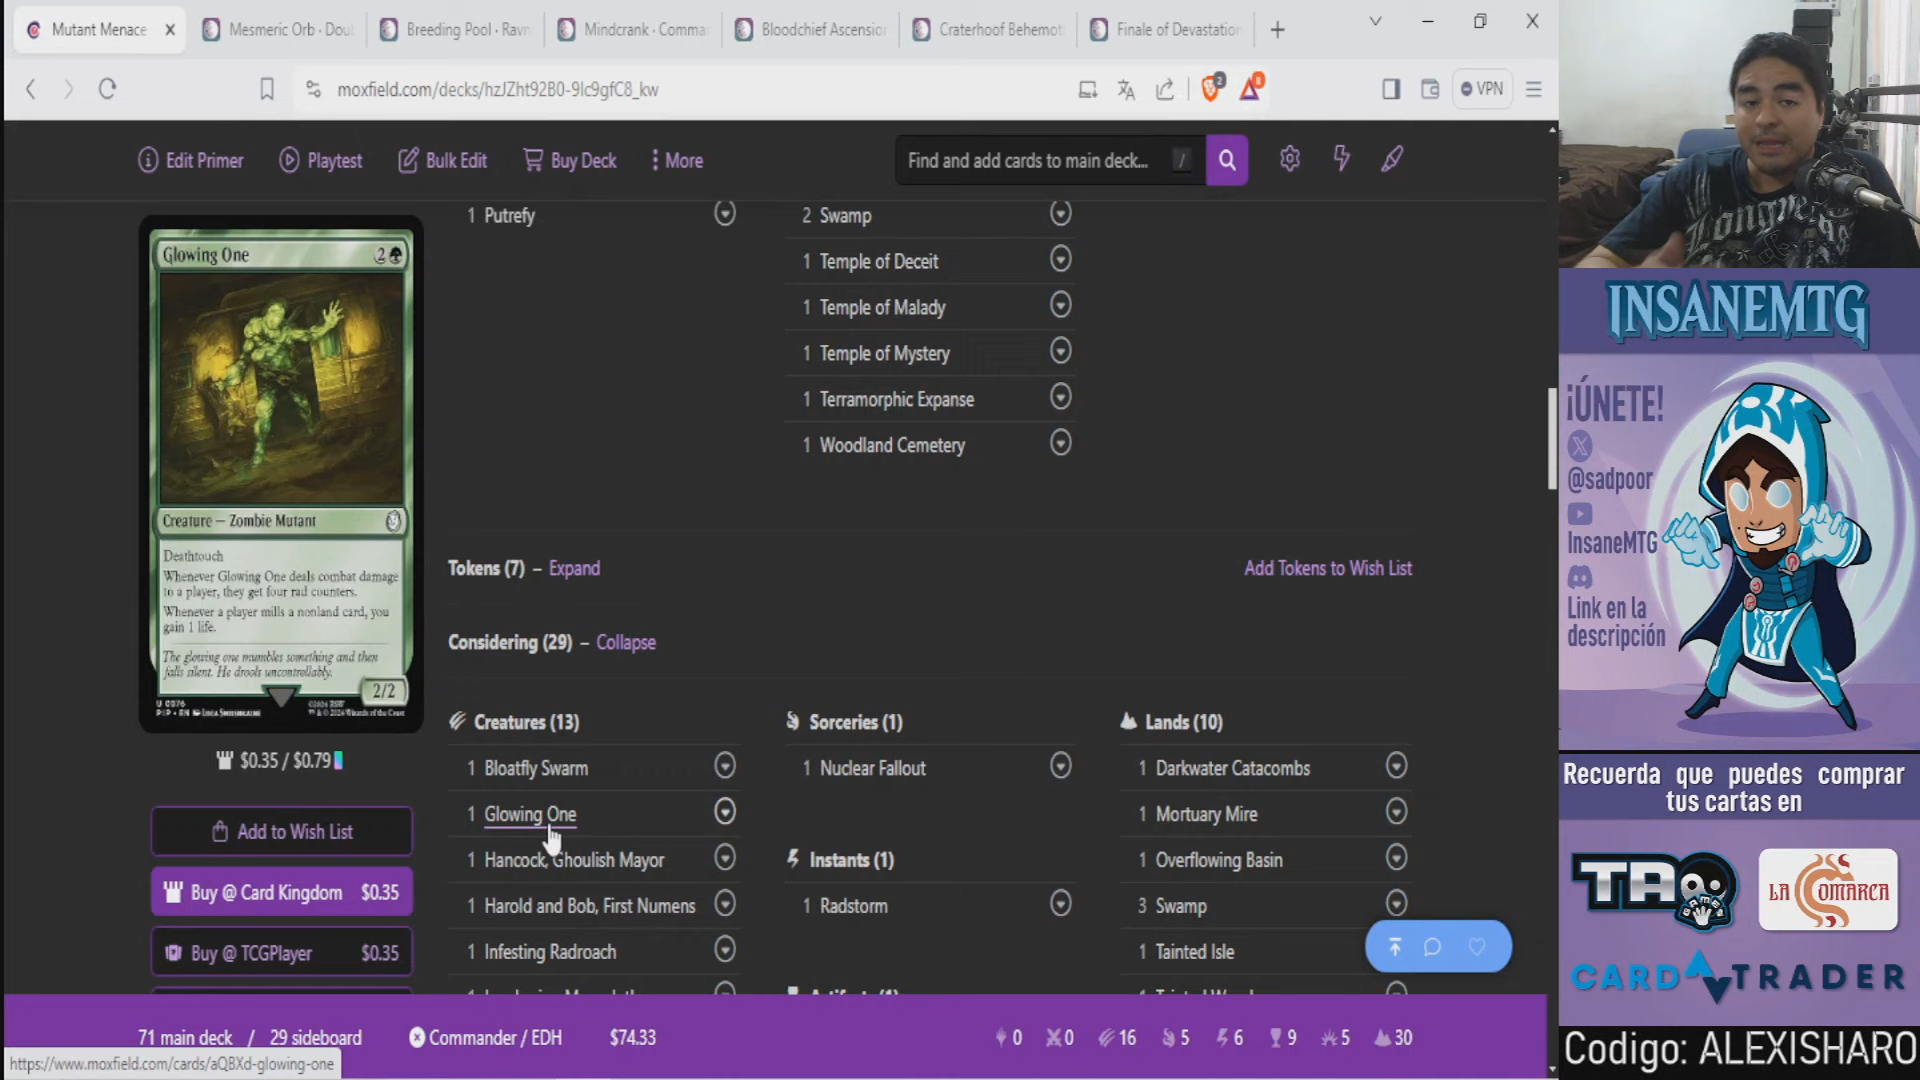 Mutant Menace
Mesmeric Orb · Doub
Breeding Pool · Ravn
Mindcrank · Comma
Bloodchief Ascension
Craterhoof Behemot
Finale of Devastation
moxfield.com/decks/hzJZht92B0-9lc9gfC8_kw
2
VPN
Edit Primer
Playtest
Bulk Edit
Buy Deck
More
Find and add cards to main deck...
/
1 Putrefy
2 Swamp
1 Temple of Deceit
1 Temple of Malady
1 Temple of Mystery
1 Terramorphic Expanse
1 Woodland Cemetery
Glowing One
2
Creature — Zombie Mutant
Deathtouch
Whenever Glowing One deals combat damage
to a player, they get four rad counters.
Whenever a player mills a nonland card, you
gain 1 life.
The glowing one mumbles something and then
falls silent. He drools uncontrollably.
2/2
$0.35 / $0.79
Add to Wish List
Buy @ Card Kingdom $0.35
Buy @ TCGPlayer $0.35
Tokens (7) – Expand
Add Tokens to Wish List
Considering (29) – Collapse
Creatures (13)
1 Bloatfly Swarm
1 Glowing One
1 Hancock, Ghoulish Mayor
1 Harold and Bob, First Numens
1 Infesting Radroach
Sorceries (1)
1 Nuclear Fallout
Instants (1)
1 Radstorm
Lands (10)
1 Darkwater Catacombs
1 Mortuary Mire
1 Overflowing Basin
3 Swamp
1 Tainted Isle
71 main deck / 29 sideboard
Commander / EDH
$74.33
0
0
16
5
6
9
5
30
https://www.moxfield.com/cards/aQBXd-glowing-one
INSANEMTG
¡ÚNETE!
@sadpoor
InsaneMTG
Link en la
descripción
Recuerda que puedes comprar
tus cartas en
TAO
GAMES
LA COMARCA
CARD TRADER
Codigo: ALEXISHARO